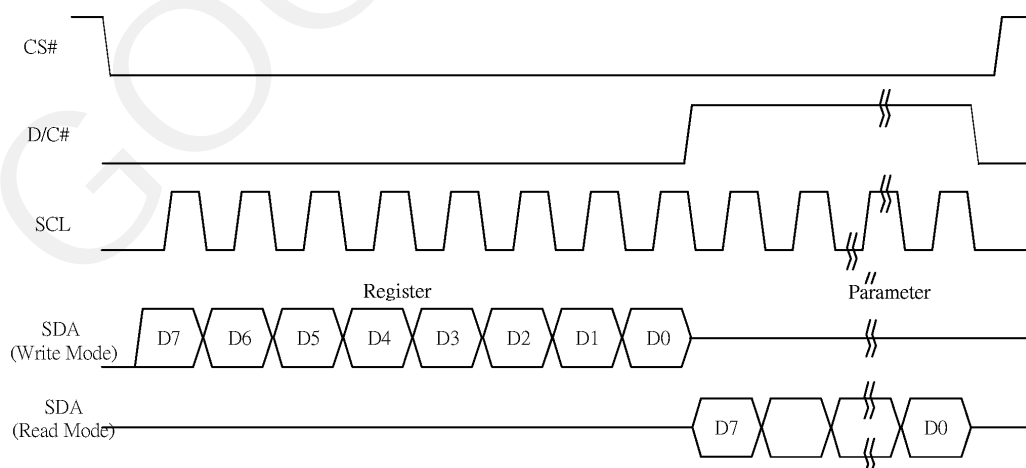 CS#
D/C#
SCL
Register
Parameter
SDA
(Write Mode)
D7 D6 D5 D4 D3 D2 D1 D0
SDA
(Read Mode)
D7 D0